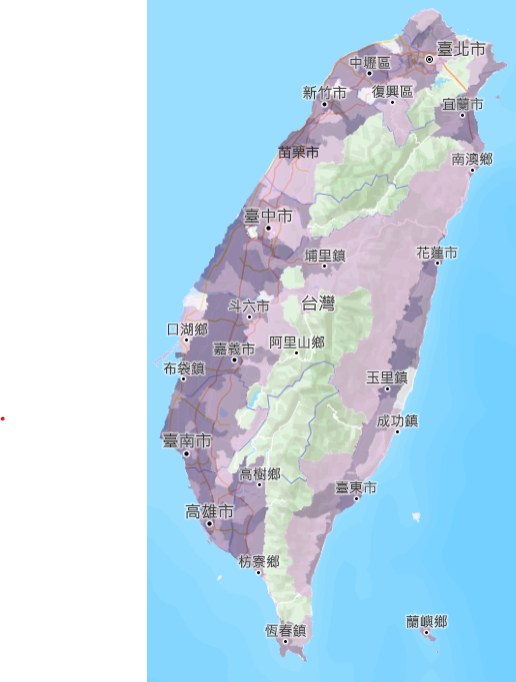 臺北市
中壢區
新竹市
復興區
宜蘭市
苗栗市
南澳鄉
臺中市
埔里鎮
花蓮市
台灣
斗六市
口湖鄉
嘉義市
阿里山鄉
布袋鎮
玉里鎮
成功鎮
臺南市
高樹鄉
臺東市
高雄市
枋寮鄉
蘭嶼鄉
恆春鎮